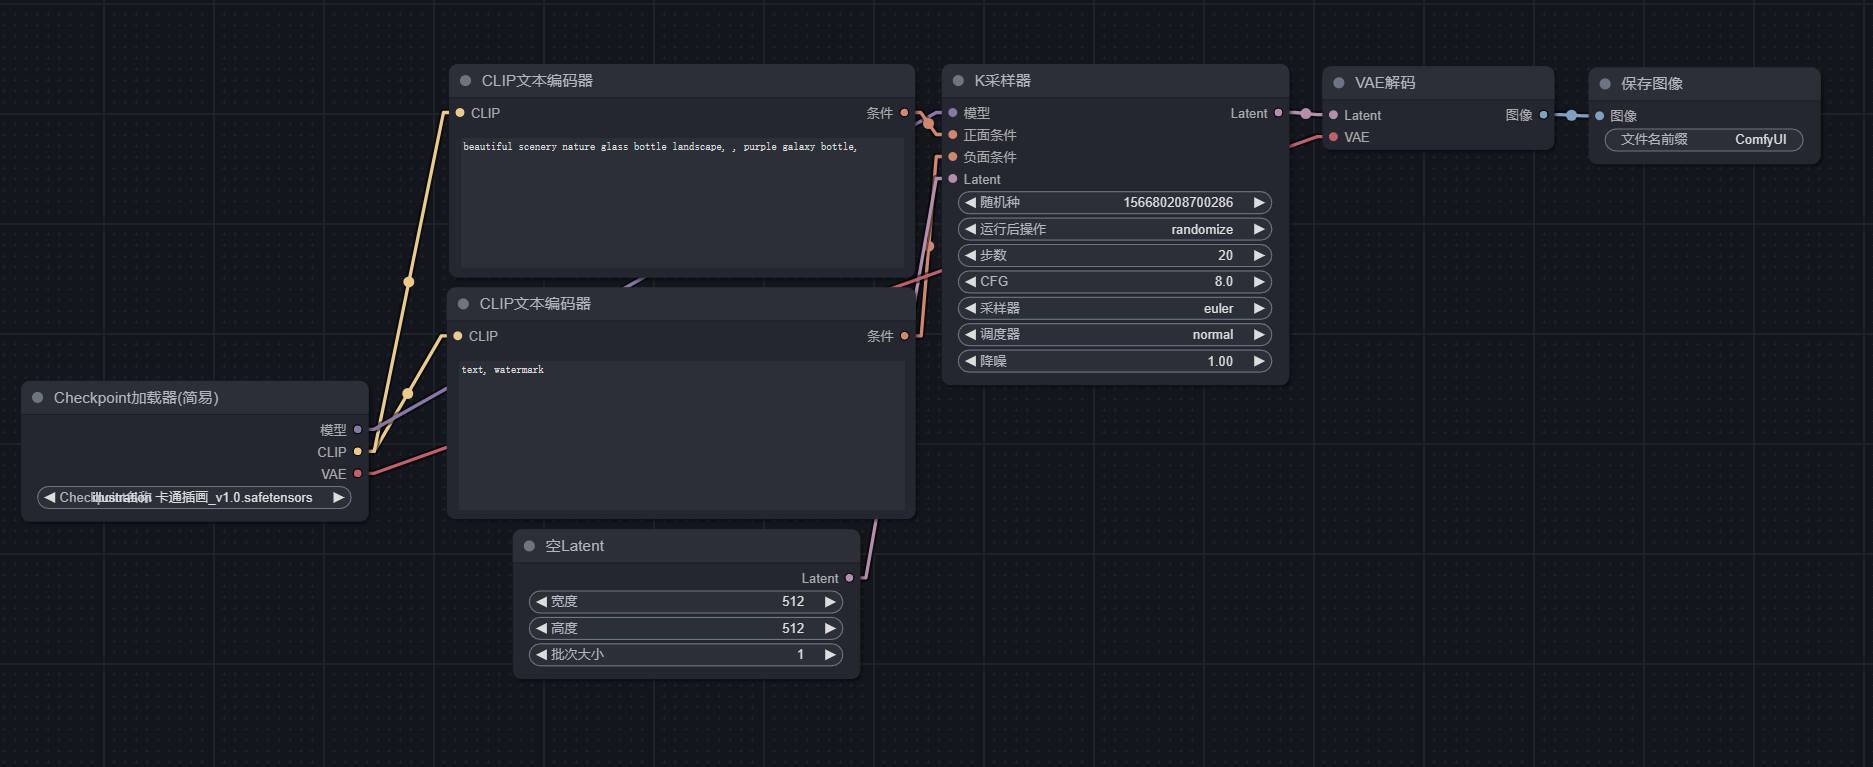 CLIP文本编码器
CLIP
条件
beautiful scenery nature glass bottle landscape, , purple galaxy bottle,
CLIP文本编码器
CLIP
条件
text, watermark
Checkpoint加载器(简易)
模型
CLIP
VAE
illustration 卡通插画_v1.0.safetensors
空Latent
Latent
宽度 512
高度 512
批次大小 1
K采样器
模型
Latent
正面条件
负面条件
Latent
随机种 156680208700286
运行后操作 randomize
步数 20
CFG 8.0
采样器 euler
调度器 normal
降噪 1.00
VAE解码
Latent
图像
VAE
保存图像
图像
文件名前缀 ComfyUI